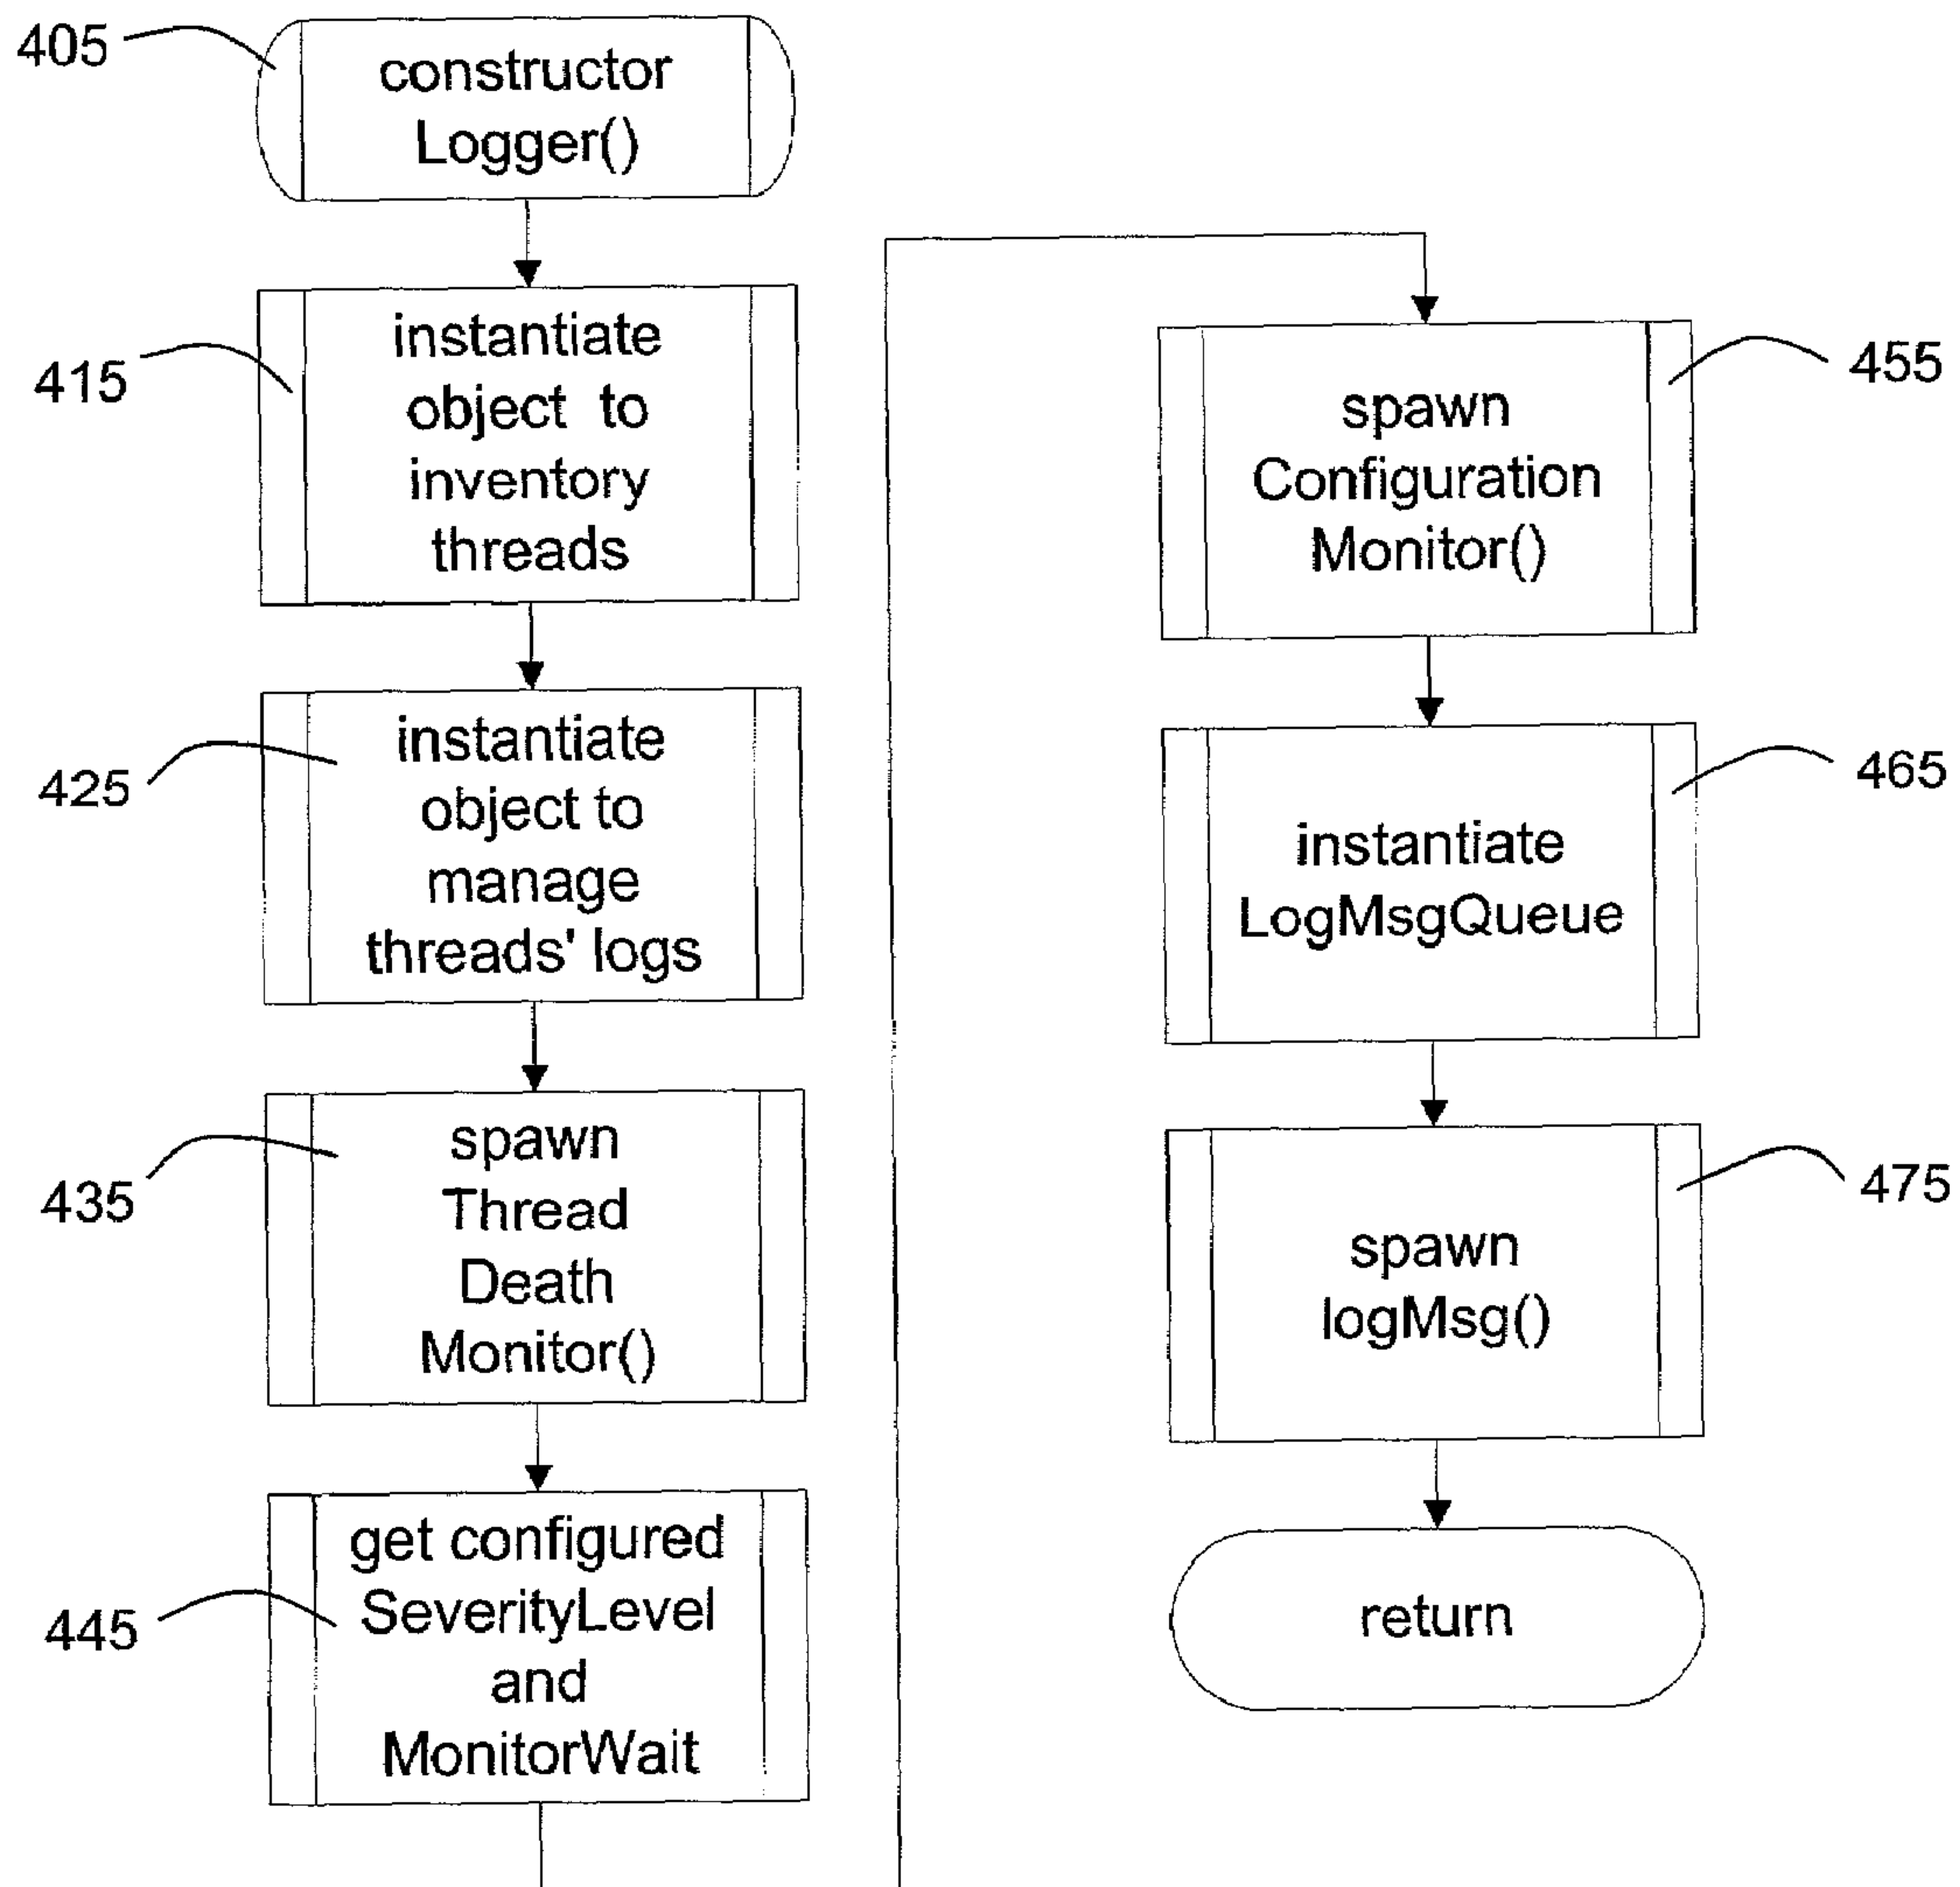 405
constructor
Logger()
415
instantiate
object to
inventory
threads
425
instantiate
object to
manage
threads' logs
435
spawn
Thread
Death
Monitor()
445
get configured
SeverityLevel
and
MonitorWait
455
spawn
Configuration
Monitor()
465
instantiate
LogMsgQueue
475
spawn
logMsg()
return